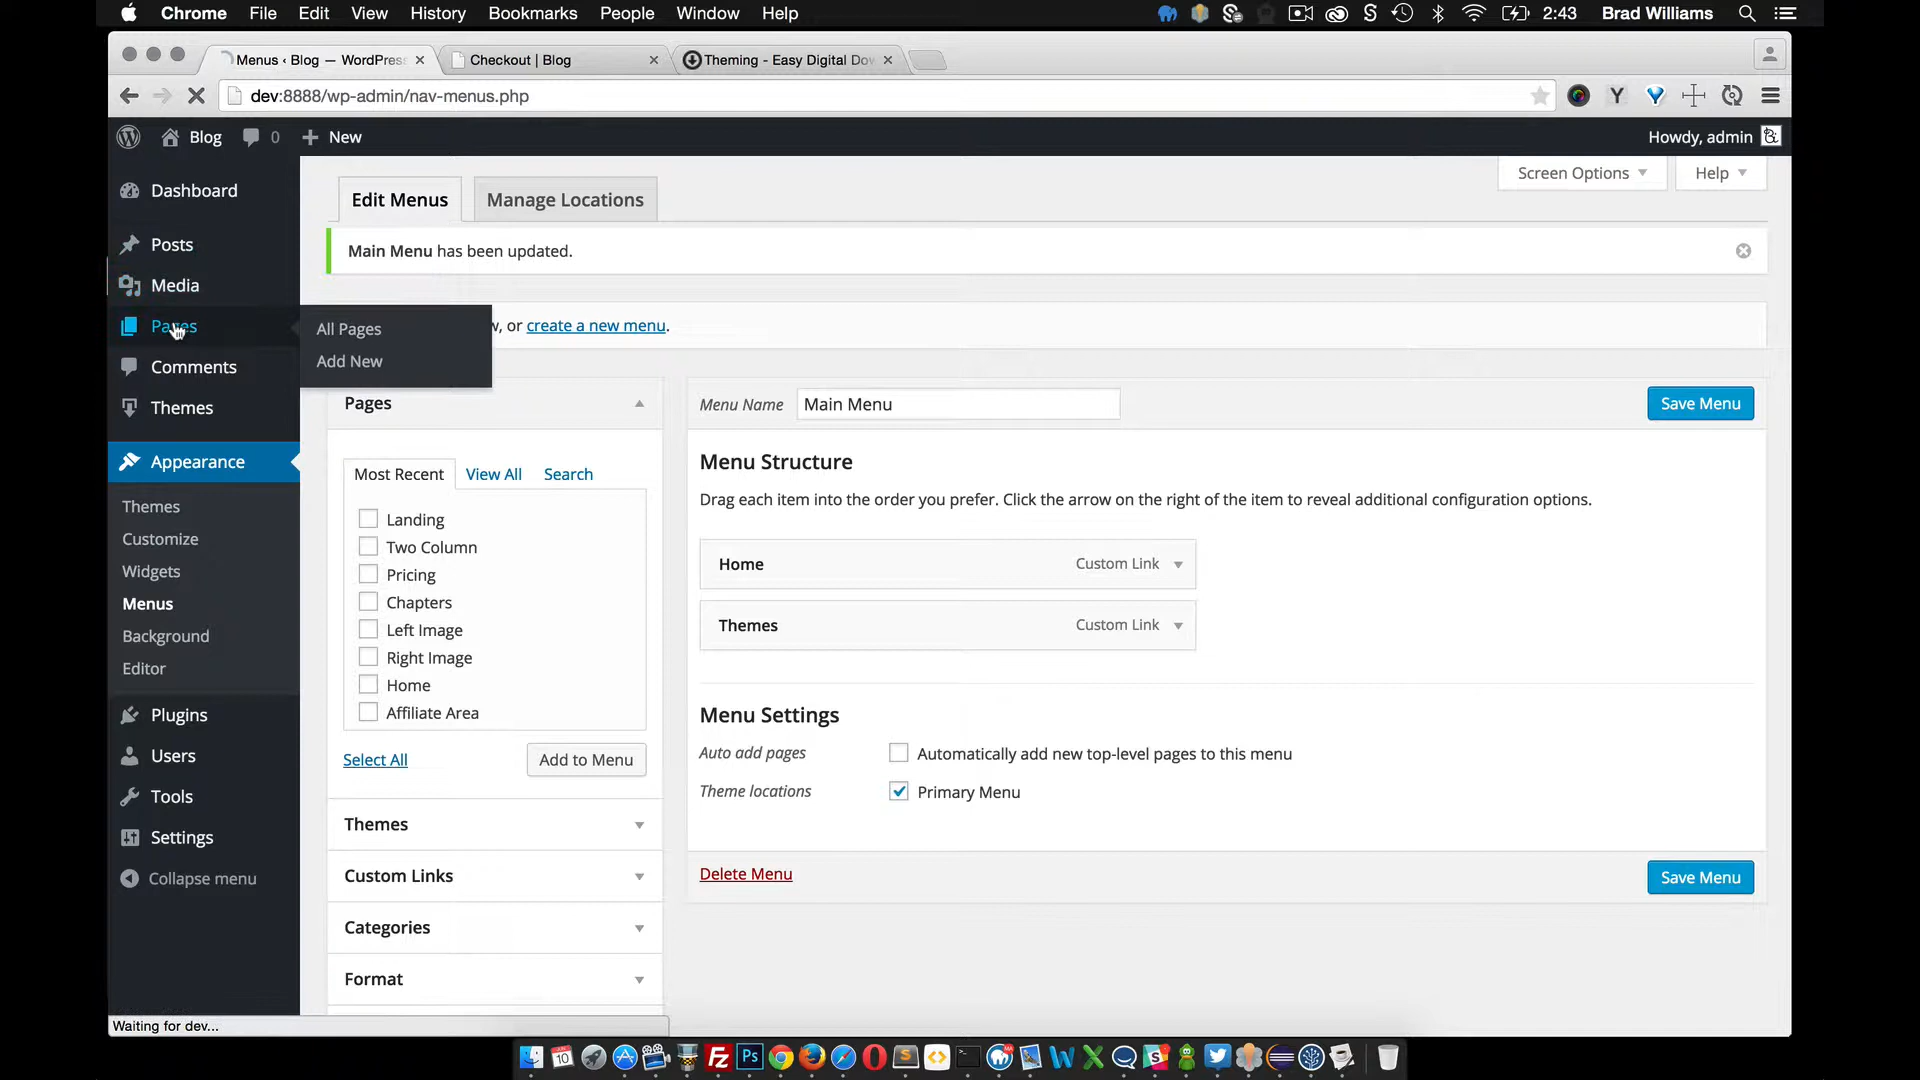 Chrome File Edit View History Bookmarks People Window Help 2:43 Brad Williams
Menus ‹ Blog — WordPress
Checkout | Blog
Theming - Easy Digital Dow
dev:8888/wp-admin/nav-menus.php
Blog 0 New
Howdy, admin
Dashboard
Posts
Media
Pages
Comments
Themes
Appearance
Themes
Customize
Widgets
Menus
Background
Editor
Plugins
Users
Tools
Settings
Collapse menu
All Pages
Add New
Screen Options
Help
Edit Menus
Manage Locations
Main Menu has been updated.
, or create a new menu.
Pages
Most Recent View All Search
Landing
Two Column
Pricing
Chapters
Left Image
Right Image
Home
Affiliate Area
Select All
Add to Menu
Themes
Custom Links
Categories
Format
Menu Name Main Menu
Save Menu
Menu Structure
Drag each item into the order you prefer. Click the arrow on the right of the item to reveal additional configuration options.
Home Custom Link
Themes Custom Link
Menu Settings
Auto add pages Automatically add new top-level pages to this menu
Theme locations Primary Menu
Delete Menu
Save Menu
Waiting for dev...